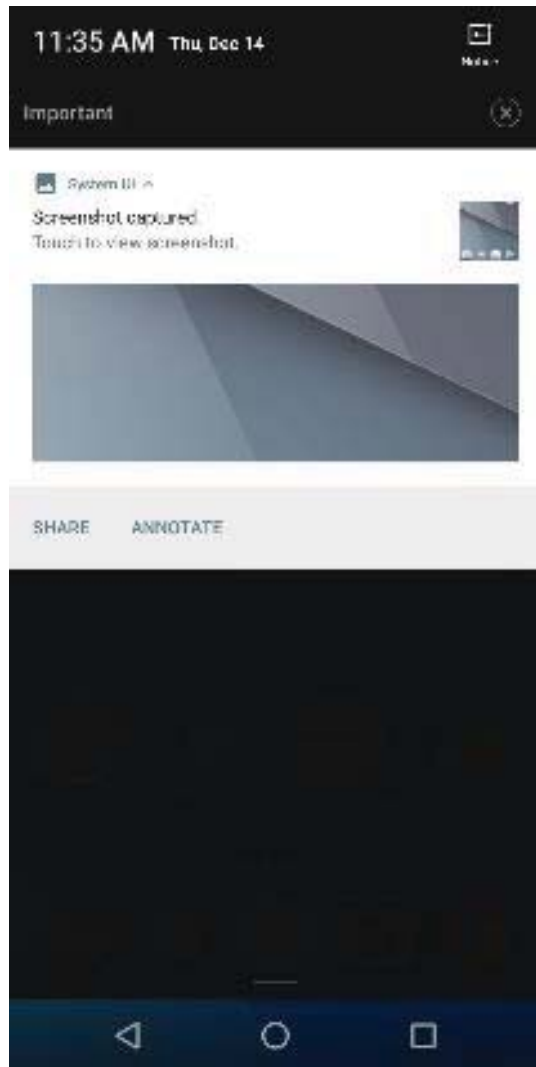 11:35 AM Thu, Dec 14
Important
System UI
Screenshot captured.
Touch to view screenshot.
SHARE ANNOTATE